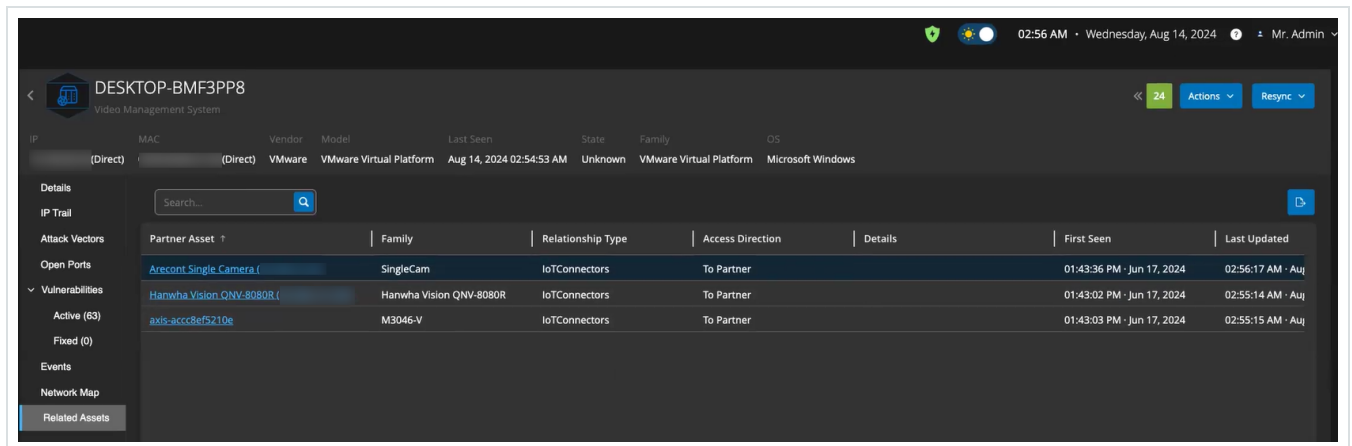 02:56 AM • Wednesday, Aug 14, 2024 ? Mr. Admin
DESKTOP-BMF3PP8
Video Management System
24 Actions Resync
IP MAC Vendor Model Last Seen State Family OS
(Direct) (Direct) VMware VMware Virtual Platform Aug 14, 2024 02:54:53 AM Unknown VMware Virtual Platform Microsoft Windows
Details
Search...
IP Trail
Attack Vectors
Open Ports
Vulnerabilities
Active (63)
Fixed (0)
Events
Network Map
Related Assets
Partner Asset ↑ Family Relationship Type Access Direction Details First Seen Last Updated
Arecont Single Camera ( SingleCam IoTConnectors To Partner 01:43:36 PM · Jun 17, 2024 02:56:17 AM · Aug
Hanwha Vision QNV-8080R ( Hanwha Vision QNV-8080R IoTConnectors To Partner 01:43:02 PM · Jun 17, 2024 02:55:14 AM · Aug
axis-accc8ef5210e M3046-V IoTConnectors To Partner 01:43:03 PM · Jun 17, 2024 02:55:15 AM · Aug